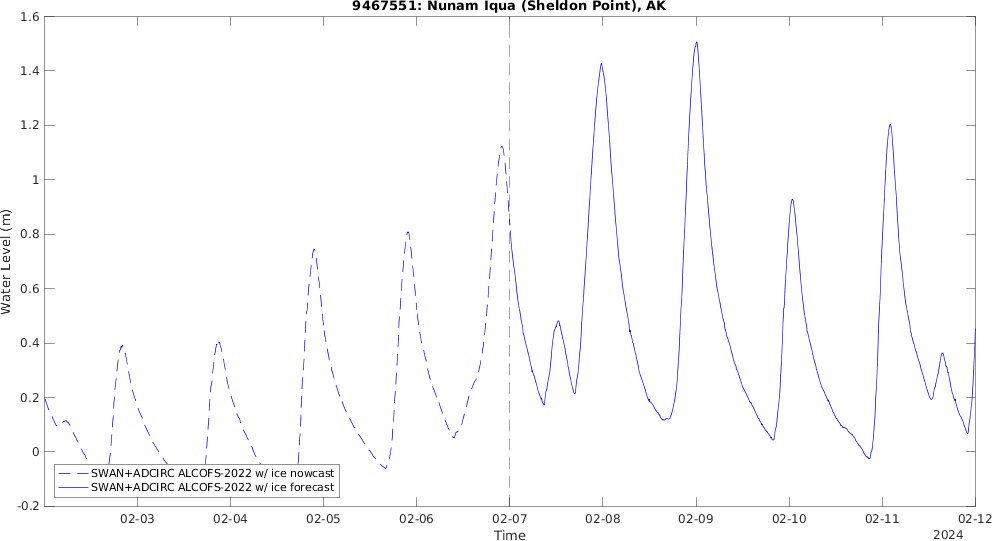 9467551: Nunam Iqua (Sheldon Point), AK
1.6
1.4
1.2
1
0.8
0.6
0.4
0.2
0
-0.2
Water Level (m)
SWAN+ADCIRC ALCOFS-2022 w/ ice nowcast
SWAN+ADCIRC ALCOFS-2022 w/ ice forecast
02-03 02-04 02-05 02-06 02-07 02-08 02-09 02-10 02-11 02-12
Time
2024